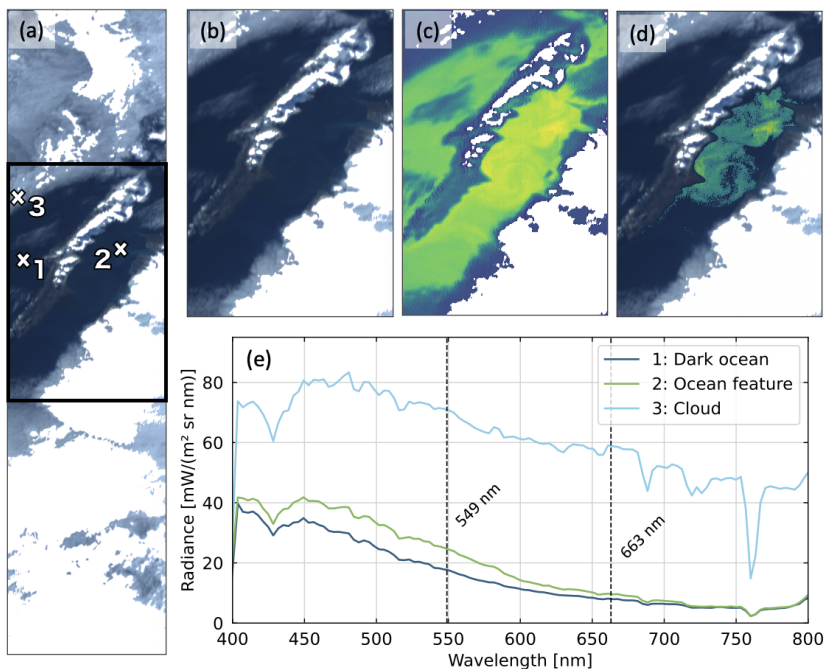 (a)
(b)
(c)
(d)
3
1
2
(e)
1: Dark ocean
2: Ocean feature
3: Cloud
549 nm
663 nm
Radiance [mW/(m² sr nm)]
80
60
40
20
0
400 450 500 550 600 650 700 750 800
Wavelength [nm]